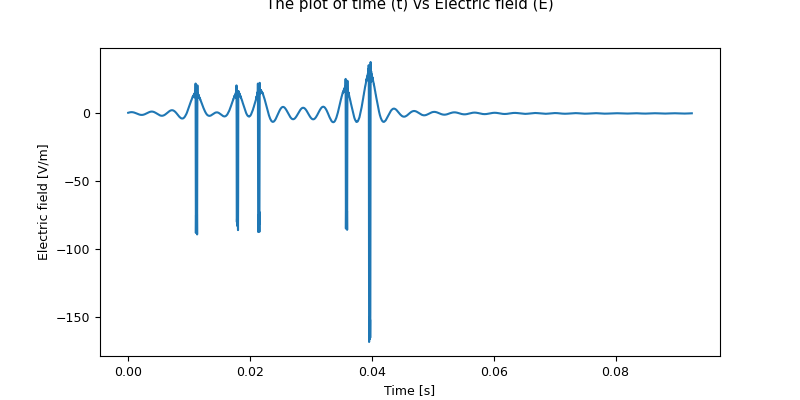 The plot of time (t) vs Electric field (E)
0
−50
−100
−150
Electric field [V/m]
0.00 0.02 0.04 0.06 0.08
Time [s]